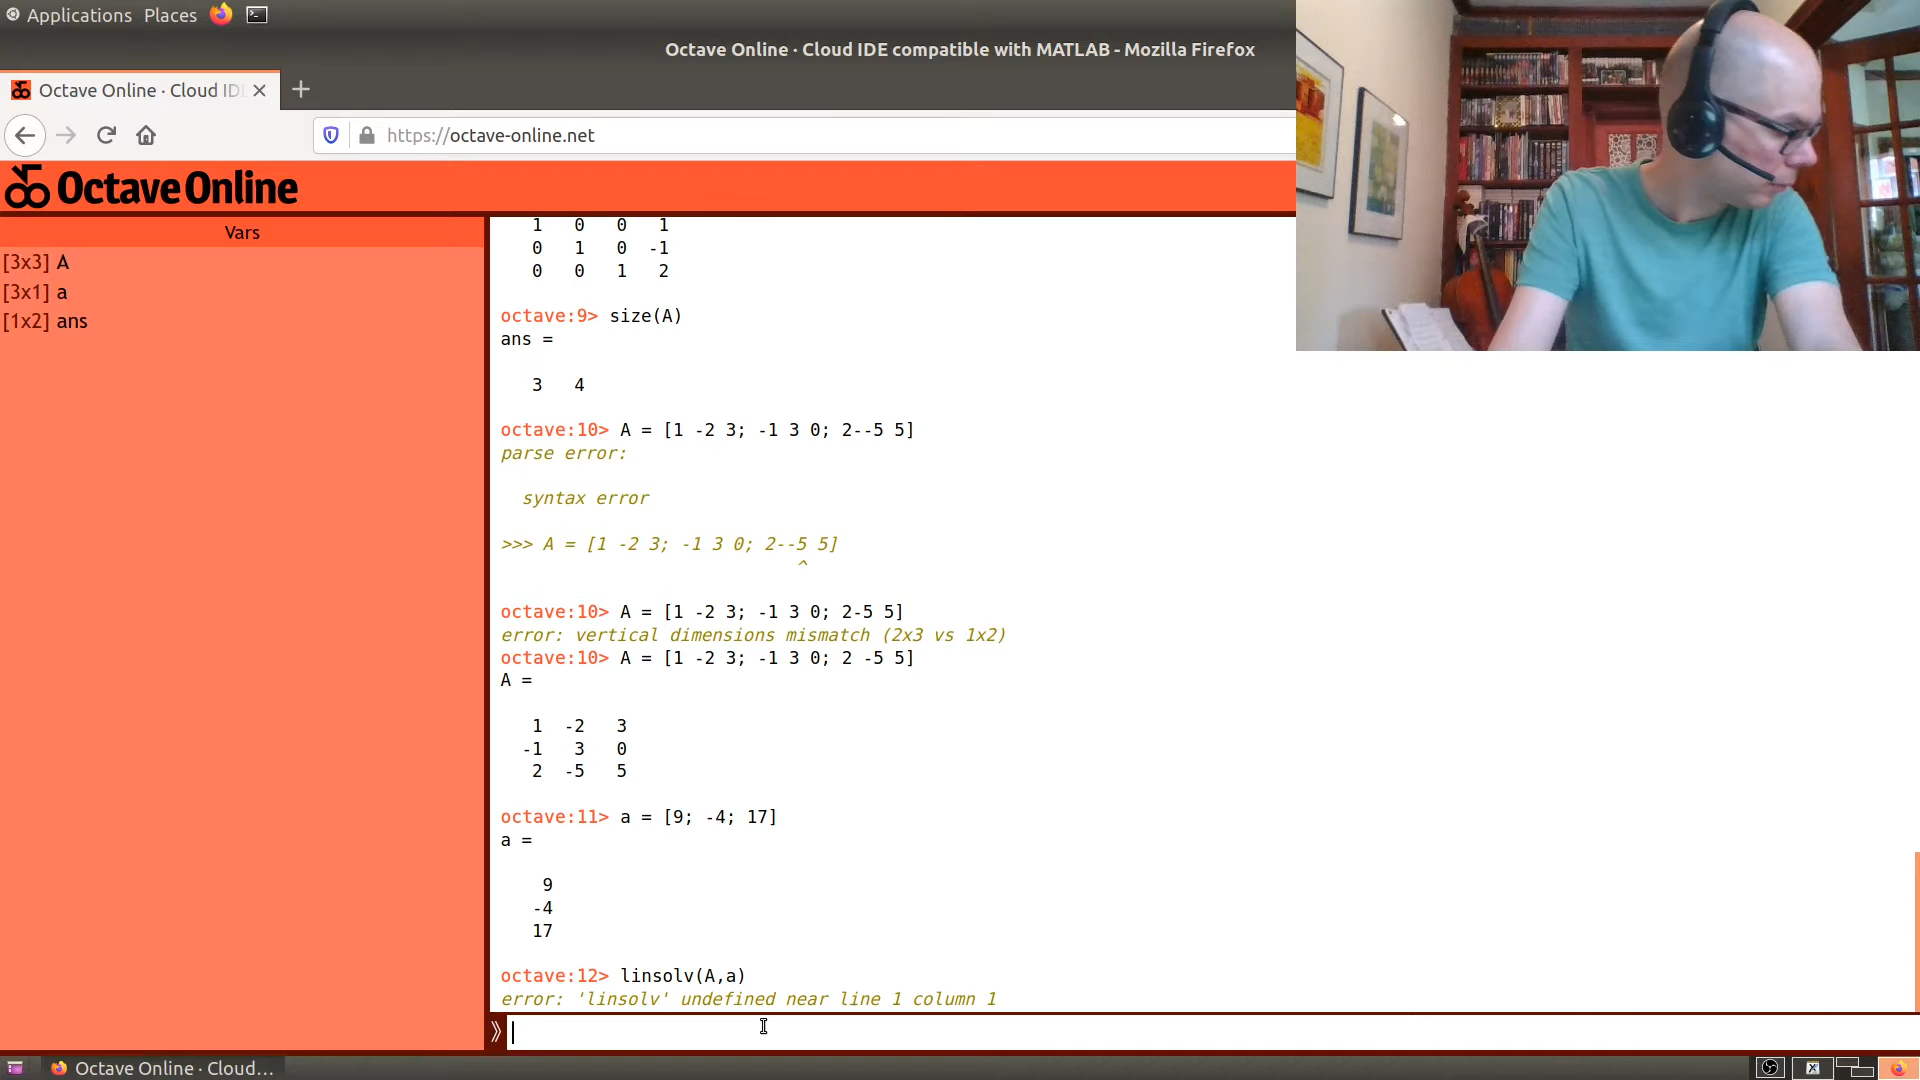 Applications Places
Octave Online · Cloud IDE compatible with MATLAB - Mozilla Firefox
Octave Online · Cloud ID
https://octave-online.net
Octave Online
Vars
[3x3] A
[3x1] a
[1x2] ans
1 0 0 1
0 1 0 -1
0 0 1 2
octave:9> size(A)
ans =
3 4
octave:10> A = [1 -2 3; -1 3 0; 2--5 5]
parse error:
syntax error
>>> A = [1 -2 3; -1 3 0; 2--5 5]
^
octave:10> A = [1 -2 3; -1 3 0; 2-5 5]
error: vertical dimensions mismatch (2x3 vs 1x2)
octave:10> A = [1 -2 3; -1 3 0; 2 -5 5]
A =
1 -2 3
-1 3 0
2 -5 5
octave:11> a = [9; -4; 17]
a =
9
-4
17
octave:12> linsolv(A,a)
error: 'linsolv' undefined near line 1 column 1
»
Octave Online · Cloud...